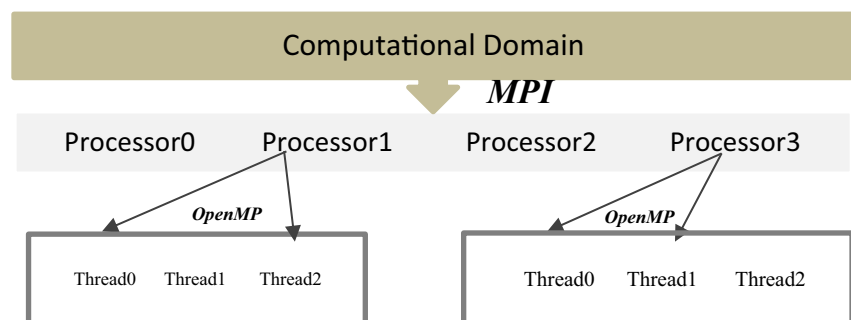 Computational Domain
MPI
Processor0 Processor1 Processor2 Processor3
OpenMP OpenMP
Thread0 Thread1 Thread2 Thread0 Thread1 Thread2